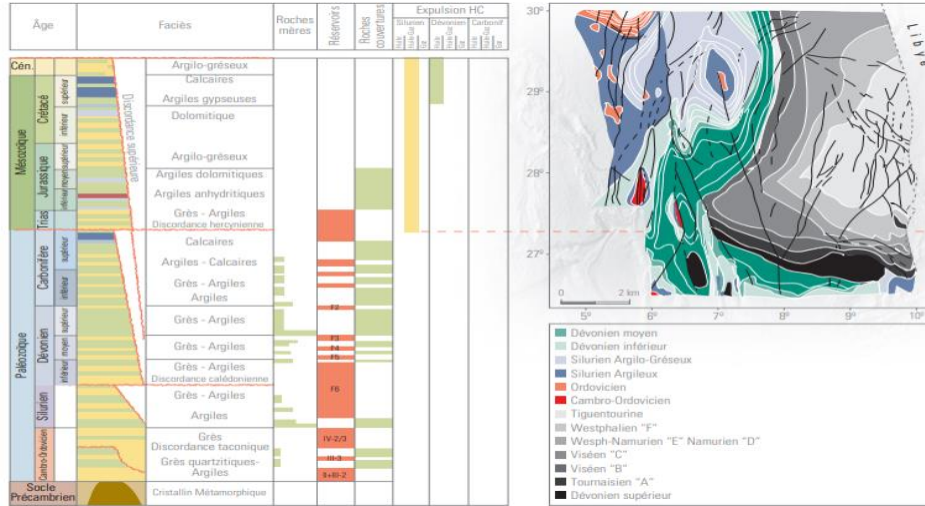 Âge
Faciès
Roches
mères
Réservoirs
Roches
couvertures
Expulsion HC
Silurien
Dévonien
Carbonif
Cén.
Mésozoïque
Crétacé
supérieur
inférieur
Jurassique
supérieur
moyen
inférieur
Trias
Paléozoïque
Carbonifère
supérieur
inférieur
Dévonien
supérieur
moyen
inférieur
Silurien
Cambro-Ordovicien
Socle
Précambrien
Argilo-gréseux
Calcaires
Argiles gypseuses
Dolomitique
Argilo-gréseux
Argiles dolomitiques
Argiles anhydritiques
Grès - Argiles
Discordance hercynienne
Calcaires
Argiles - Calcaires
Grès - Argiles
Argiles
Grès - Argiles
Grès - Argiles
Grès - Argiles
Discordance calédonienne
Grès - Argiles
Argiles
Grès
Discordance taconique
Grès quartzitiques-
Argiles
Cristallin Métamorphique
F2
F3
F4
F5
F6
IV-2/3
III-3
II+III-2
30°
29°
28°
27°
5°
6°
7°
8°
9°
10°
Libye
0
2 km
Dévonien moyen
Dévonien inférieur
Silurien Argilo-Gréseux
Silurien Argileux
Ordovicien
Cambro-Ordovicien
Tiguentourine
Westphalien "F"
Wesph-Namurien "E" Namurien "D"
Viséen "C"
Viséen "B"
Tournaisien "A"
Dévonien supérieur